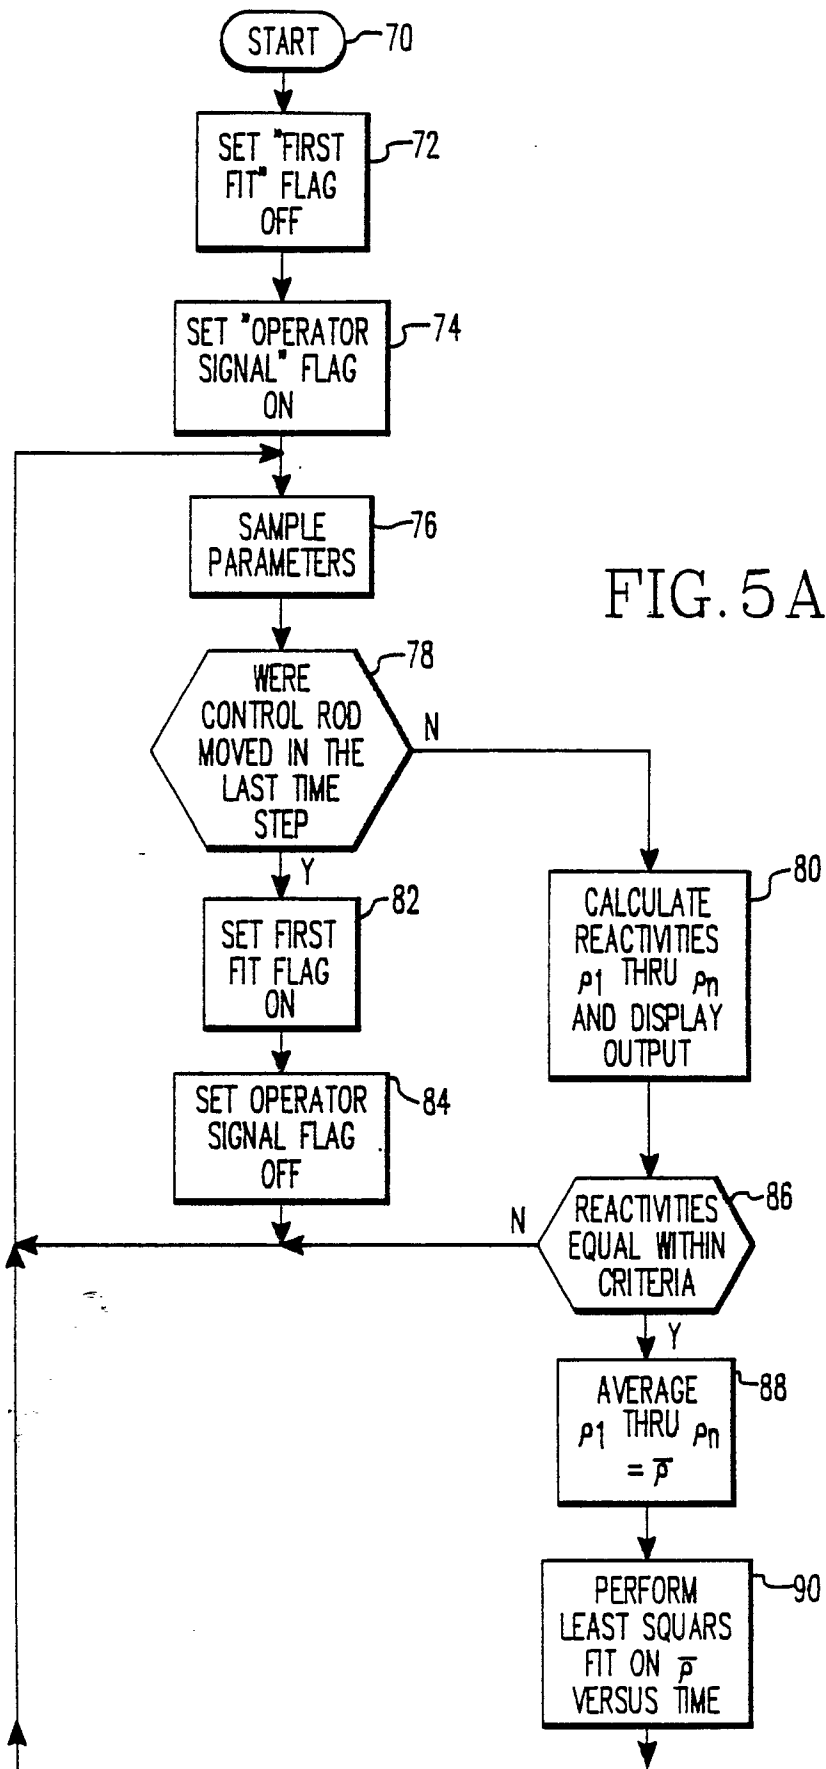 START
70
SET "FIRST
FIT" FLAG
OFF
72
SET "OPERATOR
SIGNAL" FLAG
ON
74
SAMPLE
PARAMETERS
76
FIG. 5A
WERE
CONTROL ROD
MOVED IN THE
LAST TIME
STEP
78
N
Y
SET FIRST
FIT FLAG
ON
82
CALCULATE
REACTIVITIES
ρ1 THRU ρn
AND DISPLAY
OUTPUT
80
SET OPERATOR
SIGNAL FLAG
OFF
84
REACTIVITIES
EQUAL WITHIN
CRITERIA
86
N
Y
AVERAGE
ρ1 THRU ρn
= ρ̅
88
PERFORM
LEAST SQUARS
FIT ON ρ̅
VERSUS TIME
90